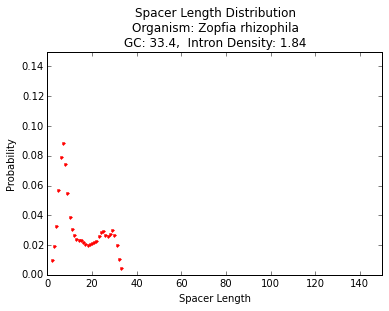 Spacer Length Distribution
Organism: Zopfia rhizophila
GC: 33.4,  Intron Density: 1.84
0.14
0.12
0.10
0.08
0.06
0.04
0.02
0.00
Probability
0 20 40 60 80 100 120 140
Spacer Length